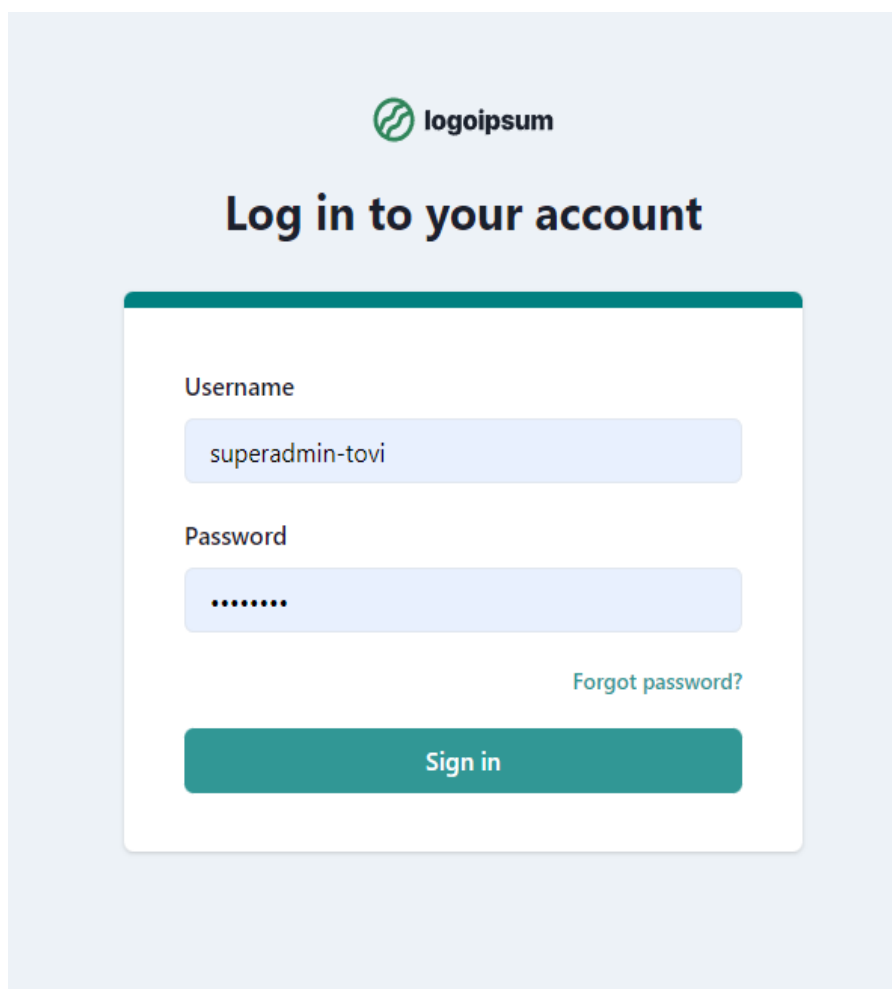 logoipsum
Log in to your account
Username
superadmin-tovi
Password
••••••••
Forgot password?
Sign in